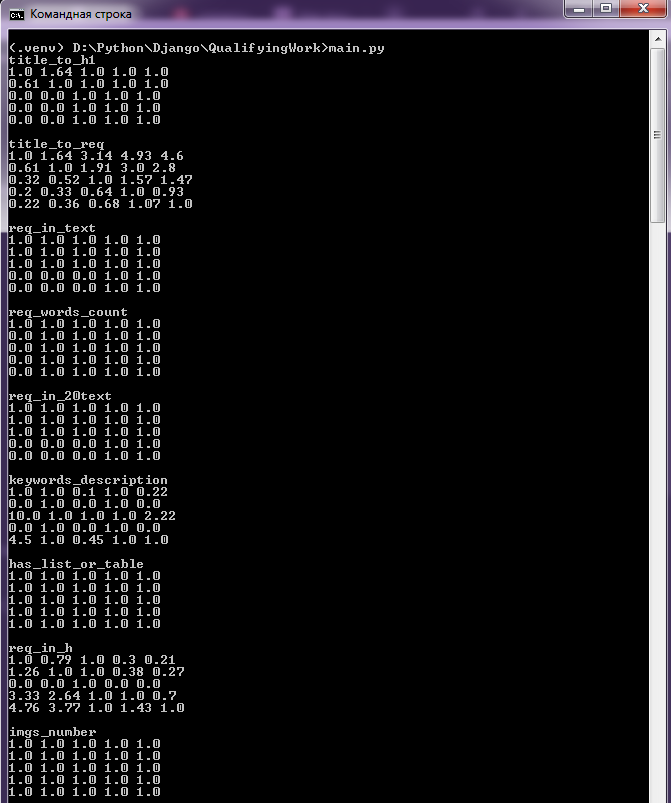 Командная строка
(.venv) D:\Python\Django\QualifyingWork>main.py
title_to_h1
1.0 1.64 1.0 1.0 1.0
0.61 1.0 1.0 1.0 1.0
0.0 0.0 1.0 1.0 1.0
0.0 0.0 1.0 1.0 1.0
0.0 0.0 1.0 1.0 1.0
title_to_req
1.0 1.64 3.14 4.93 4.6
0.61 1.0 1.91 3.0 2.8
0.32 0.52 1.0 1.57 1.47
0.2 0.33 0.64 1.0 0.93
0.22 0.36 0.68 1.07 1.0
req_in_text
1.0 1.0 1.0 1.0 1.0
1.0 1.0 1.0 1.0 1.0
1.0 1.0 1.0 1.0 1.0
0.0 0.0 0.0 1.0 1.0
0.0 0.0 0.0 1.0 1.0
req_words_count
1.0 1.0 1.0 1.0 1.0
0.0 1.0 1.0 1.0 1.0
0.0 1.0 1.0 1.0 1.0
0.0 1.0 1.0 1.0 1.0
0.0 1.0 1.0 1.0 1.0
req_in_20text
1.0 1.0 1.0 1.0 1.0
1.0 1.0 1.0 1.0 1.0
1.0 1.0 1.0 1.0 1.0
0.0 0.0 0.0 1.0 1.0
0.0 0.0 0.0 1.0 1.0
keywords_description
1.0 1.0 0.1 1.0 0.22
0.0 1.0 0.0 1.0 0.0
10.0 1.0 1.0 1.0 2.22
0.0 1.0 0.0 1.0 0.0
4.5 1.0 0.45 1.0 1.0
has_list_or_table
1.0 1.0 1.0 1.0 1.0
1.0 1.0 1.0 1.0 1.0
1.0 1.0 1.0 1.0 1.0
1.0 1.0 1.0 1.0 1.0
1.0 1.0 1.0 1.0 1.0
req_in_h
1.0 0.79 1.0 0.3 0.21
1.26 1.0 1.0 0.38 0.27
0.0 0.0 1.0 0.0 0.0
3.33 2.64 1.0 1.0 0.7
4.76 3.77 1.0 1.43 1.0
imgs_number
1.0 1.0 1.0 1.0 1.0
1.0 1.0 1.0 1.0 1.0
1.0 1.0 1.0 1.0 1.0
1.0 1.0 1.0 1.0 1.0
1.0 1.0 1.0 1.0 1.0